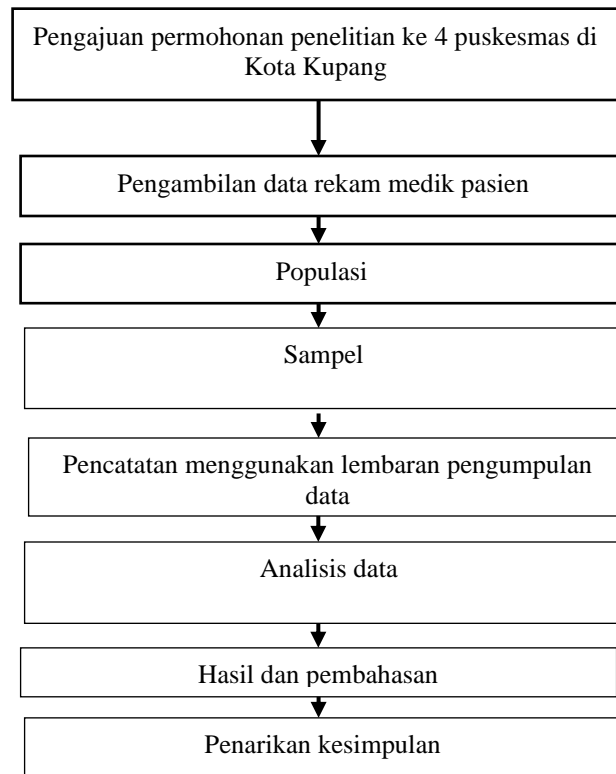 Pengajuan permohonan penelitian ke 4 puskesmas di
Kota Kupang
Pengambilan data rekam medik pasien
Populasi
Sampel
Pencatatan menggunakan lembaran pengumpulan
data
Analisis data
Hasil dan pembahasan
Penarikan kesimpulan